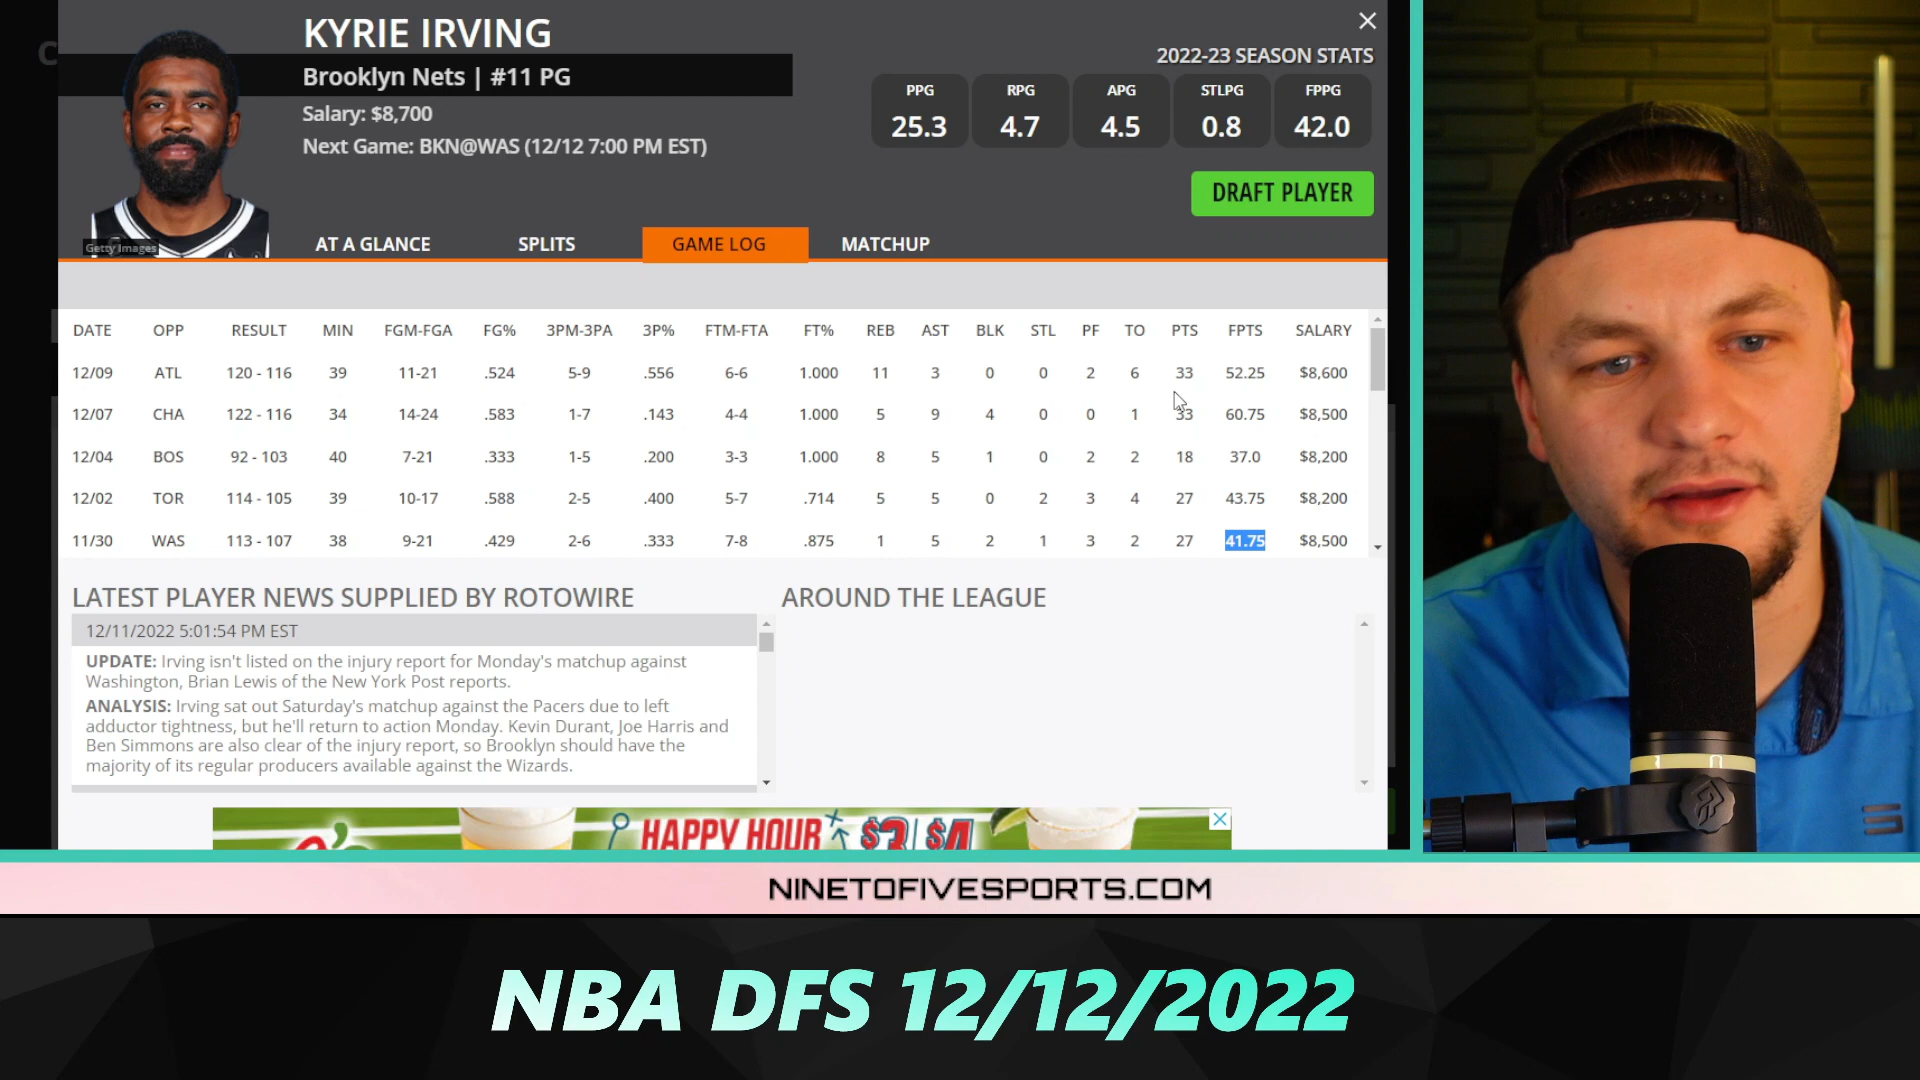 KYRIE IRVING
Brooklyn Nets | #11 PG
Salary: $8,700
Next Game: BKN@WAS (12/12 7:00 PM EST)
Getty Images
2022-23 SEASON STATS
PPG RPG APG STLPG FPPG
25.3 4.7 4.5 0.8 42.0
DRAFT PLAYER
AT A GLANCE SPLITS GAME LOG MATCHUP
DATE OPP RESULT MIN FGM-FGA FG% 3PM-3PA 3P% FTM-FTA FT% REB AST BLK STL PF TO PTS FPTS SALARY
12/09 ATL 120 - 116 39 11-21 .524 5-9 .556 6-6 1.000 11 3 0 0 2 6 33 52.25 $8,600
12/07 CHA 122 - 116 34 14-24 .583 1-7 .143 4-4 1.000 5 9 4 0 0 1 33 60.75 $8,500
12/04 BOS 92 - 103 40 7-21 .333 1-5 .200 3-3 1.000 8 5 1 0 2 2 18 37.0 $8,200
12/02 TOR 114 - 105 39 10-17 .588 2-5 .400 5-7 .714 5 5 0 2 3 4 27 43.75 $8,200
11/30 WAS 113 - 107 38 9-21 .429 2-6 .333 7-8 .875 1 5 2 1 3 2 27 41.75 $8,500
LATEST PLAYER NEWS SUPPLIED BY ROTOWIRE
12/11/2022 5:01:54 PM EST
UPDATE: Irving isn't listed on the injury report for Monday's matchup against
Washington, Brian Lewis of the New York Post reports.
ANALYSIS: Irving sat out Saturday's matchup against the Pacers due to left
adductor tightness, but he'll return to action Monday. Kevin Durant, Joe Harris and
Ben Simmons are also clear of the injury report, so Brooklyn should have the
majority of its regular producers available against the Wizards.
AROUND THE LEAGUE
HAPPY HOUR $3 | $4
NINETOFIVESPORTS.COM
NBA DFS 12/12/2022